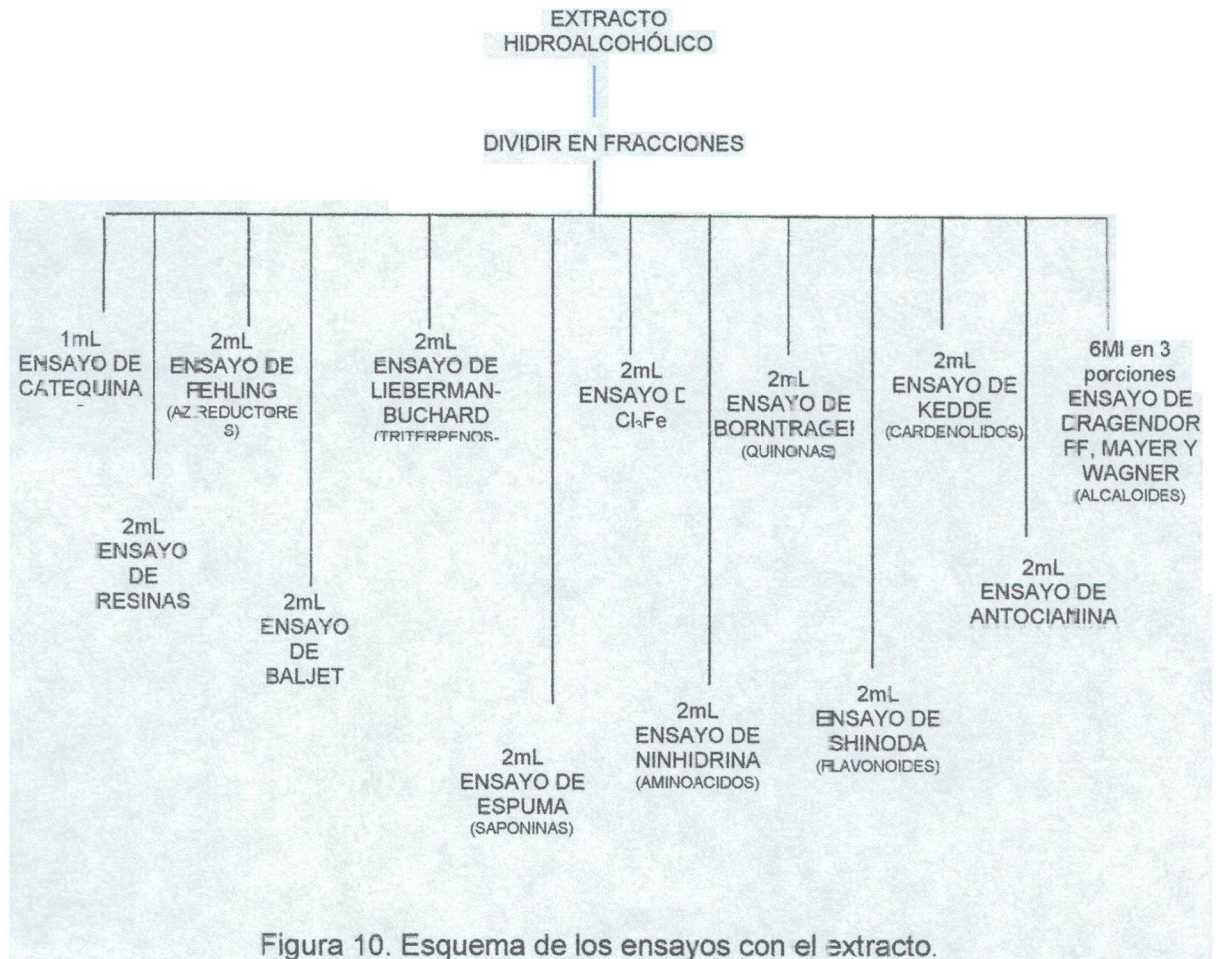 EXTRACTO
HIDROALCOHÓLICO
DIVIDIR EN FRACCIONES
1mL
ENSAYO DE
CATEQUINA
2mL
ENSAYO
DE
RESINAS
2mL
ENSAYO DE
FEHLING
(AZ.REDUCTORE
S)
2mL
ENSAYO
DE
BALJET
2mL
ENSAYO DE
LIEBERMAN-
BUCHARD
(TRITERPENOS-
2mL
ENSAYO DE
ESPUMA
(SAPONINAS)
2mL
ENSAYO D
Cl₃Fe
2mL
ENSAYO DE
NINHIDRINA
(AMINOACIDOS)
2mL
ENSAYO DE
BORNTRAGEI
(QUINONAS)
2mL
ENSAYO DE
SHINODA
(FLAVONOIDES)
2mL
ENSAYO DE
KEDDE
(CARDENOLIDOS)
2mL
ENSAYO DE
ANTOCIANINA
6Ml en 3
porciones
ENSAYO DE
DRAGENDOR
FF, MAYER Y
WAGNER
(ALCALOIDES)
Figura 10. Esquema de los ensayos con el extracto.